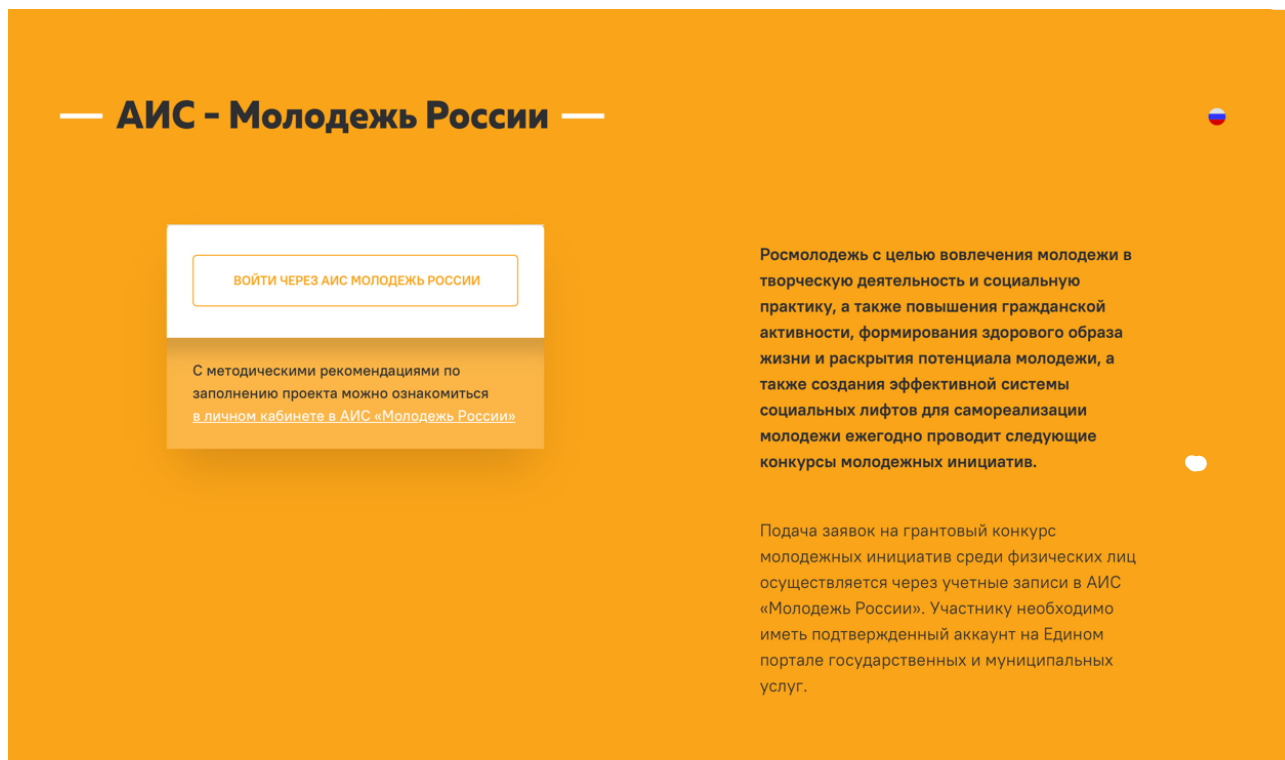 АИС - Молодежь России
ВОЙТИ ЧЕРЕЗ АИС МОЛОДЕЖЬ РОССИИ
С методическими рекомендациями по
заполнению проекта можно ознакомиться
в личном кабинете в АИС «Молодежь России»
Росмолодежь с целью вовлечения молодежи в
творческую деятельность и социальную
практику, а также повышения гражданской
активности, формирования здорового образа
жизни и раскрытия потенциала молодежи, а
также создания эффективной системы
социальных лифтов для самореализации
молодежи ежегодно проводит следующие
конкурсы молодежных инициатив.
Подача заявок на грантовый конкурс
молодежных инициатив среди физических лиц
осуществляется через учетные записи в АИС
«Молодежь России». Участнику необходимо
иметь подтвержденный аккаунт на Едином
портале государственных и муниципальных
услуг.